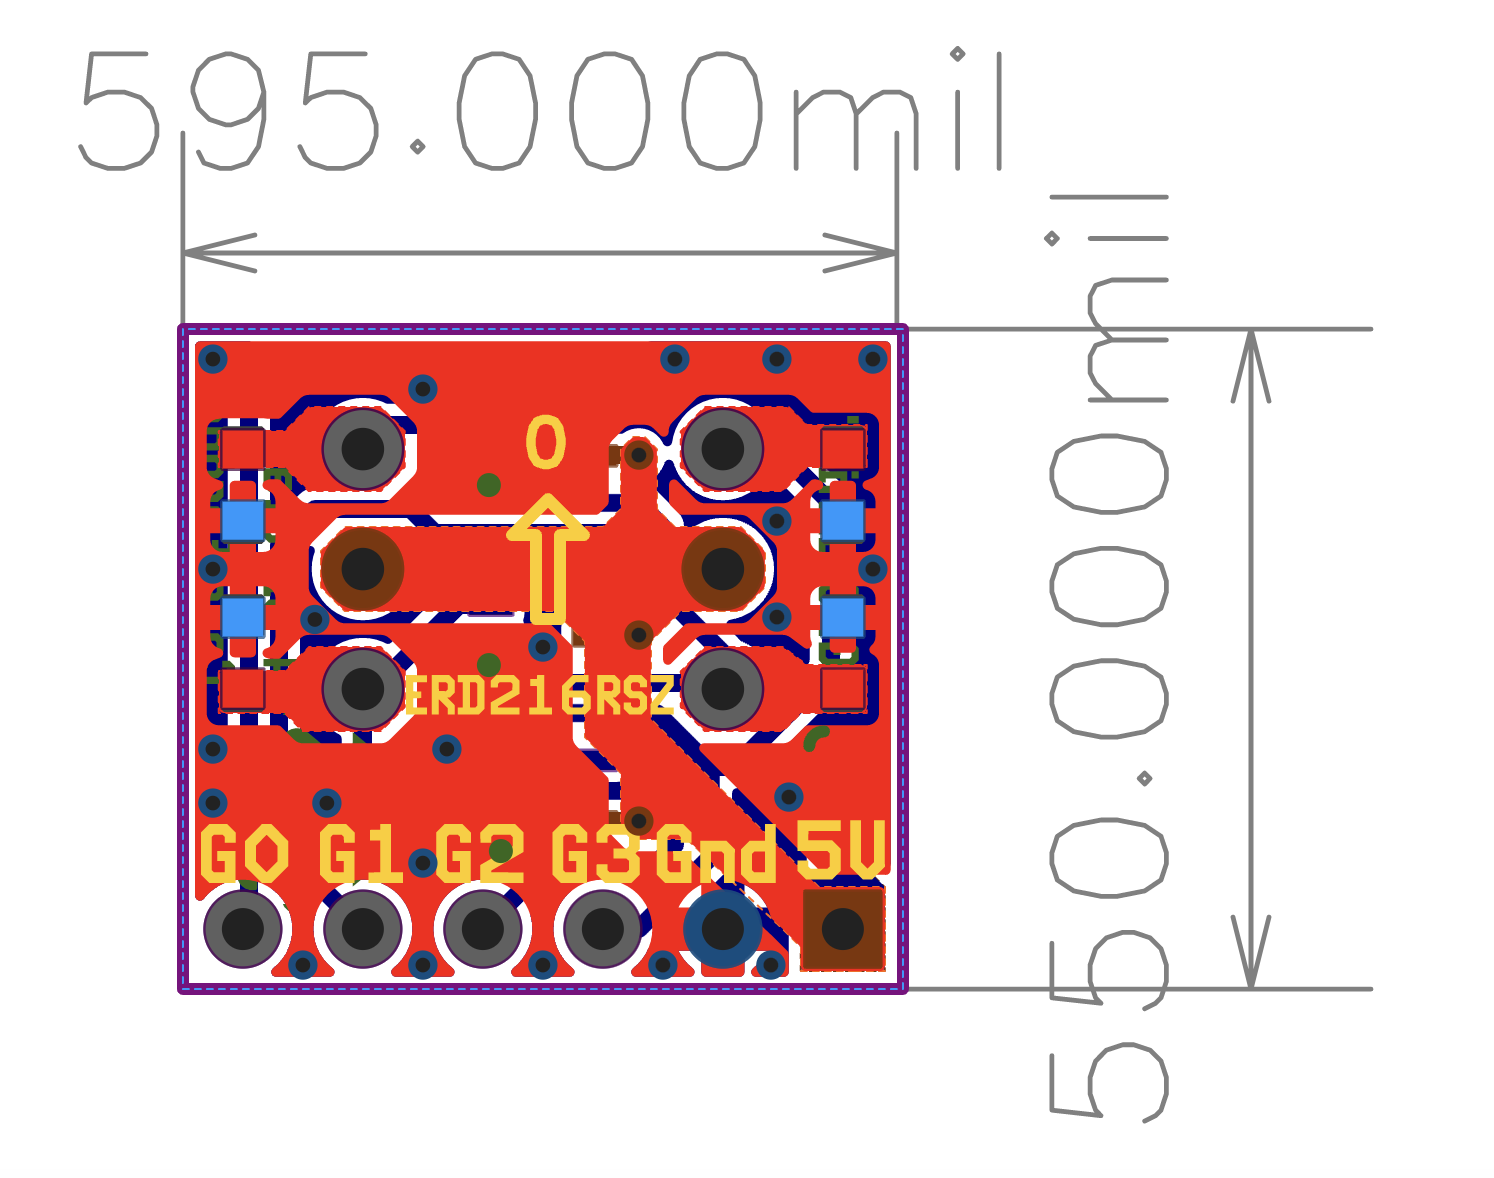 595.000mil
550.000mil
0
ERD216RSZ
G0 G1 G2 G3 Gnd 5V